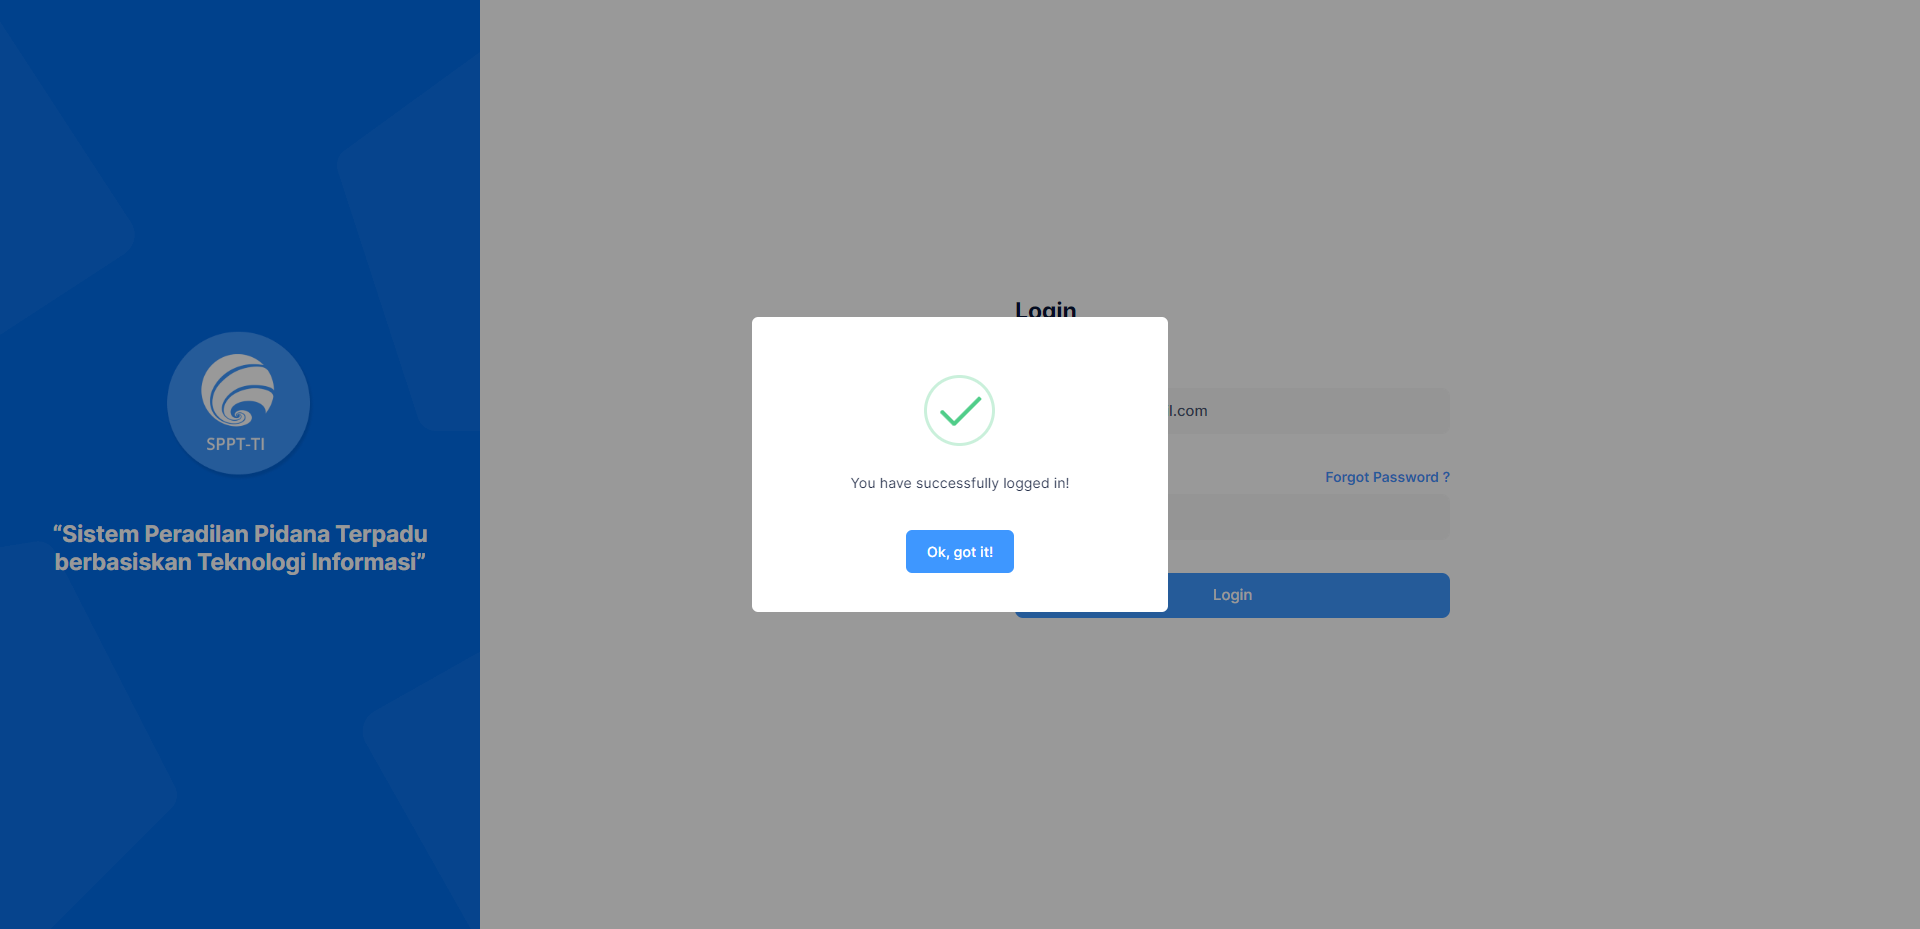 SPPT-TI
“Sistem Peradilan Pidana Terpadu
berbasiskan Teknologi Informasi”
Login
l.com
Forgot Password ?
Login
You have successfully logged in!
Ok, got it!